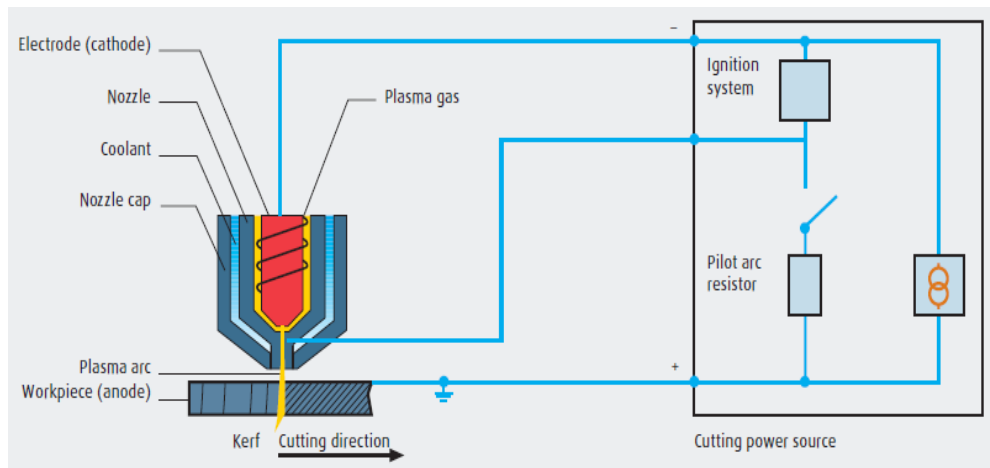 Electrode (cathode)
Nozzle
Coolant
Nozzle cap
Plasma gas
Plasma arc
Workpiece (anode)
Kerf
Cutting direction
–
Ignition
system
Pilot arc
resistor
+
Cutting power source